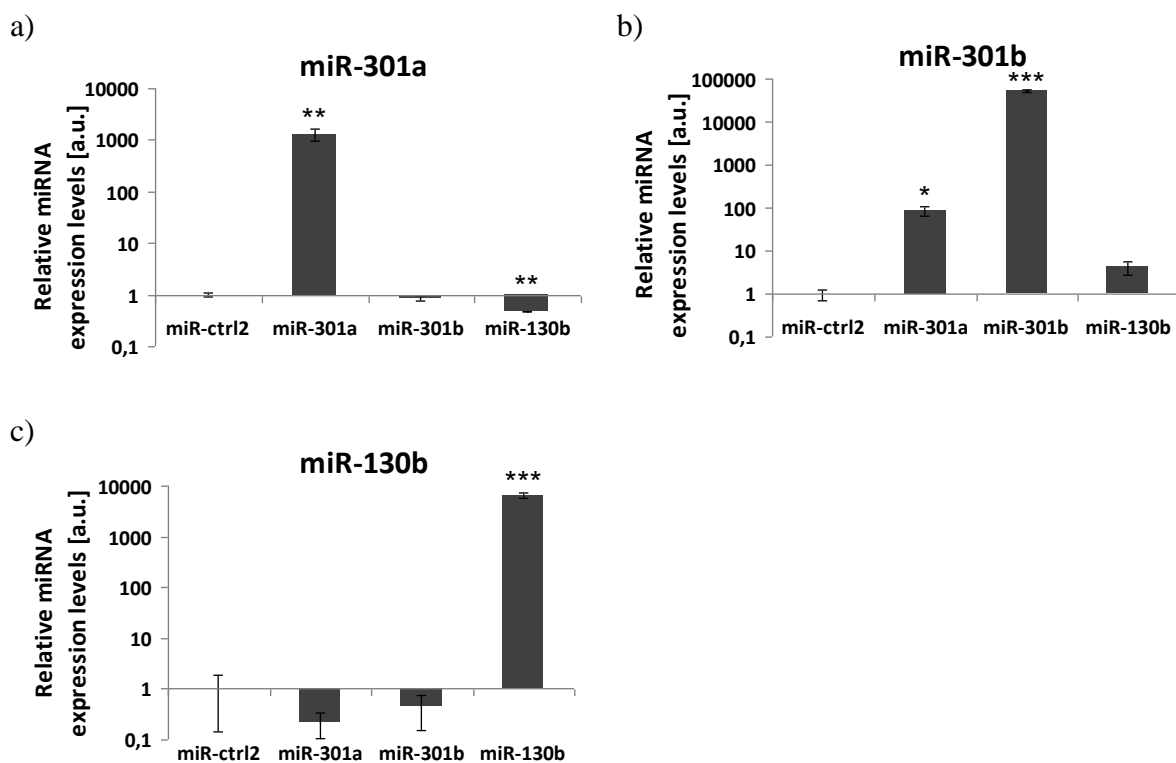 a)
miR-301a
Relative miRNA
expression levels [a.u.]
10000
1000
100
10
1
0,1
**
**
miR-ctrl2 miR-301a miR-301b miR-130b
b)
miR-301b
Relative miRNA
expression levels [a.u.]
100000
10000
1000
100
10
1
0,1
*
***
miR-ctrl2 miR-301a miR-301b miR-130b
c)
miR-130b
Relative miRNA
expression levels [a.u.]
10000
1000
100
10
1
0,1
***
miR-ctrl2 miR-301a miR-301b miR-130b